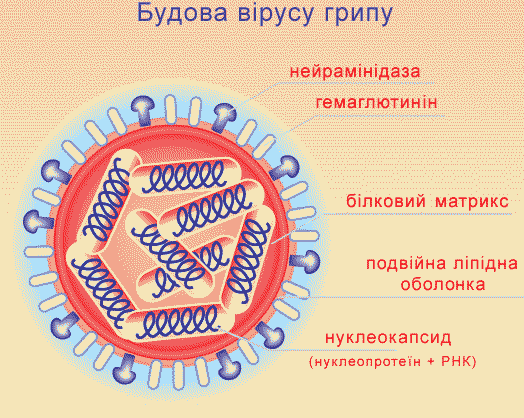 Будова вірусу грипу
нейрамінідаза
гемаглютинін
білковий матрикс
подвійна ліпідна
оболонка
нуклеокапсид
(нуклеопротеїн + РНК)